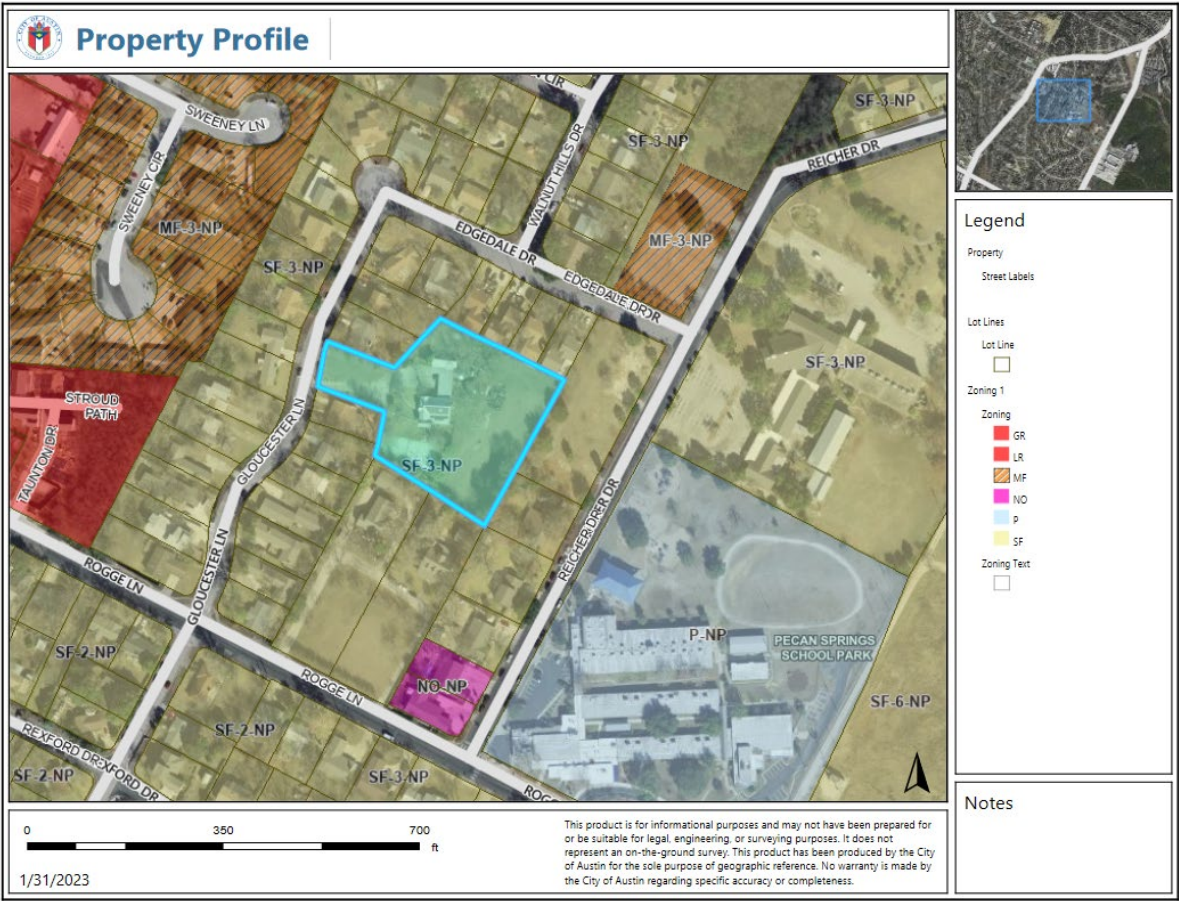 Property Profile
SWEENEY LN
SWEENEY CIR
CIR
WALNUT HILLS DR
SF-3-NP
SF-3-NP
REICHER DR
MF-3-NP
SF-3-NP
EDGEDALE DR
EDGEDALE DR
DR
MF-3-NP
SF-3-NP
STROUD
PATH
TAUNTON DR
GLOUCESTER LN
SF-3-NP
REICHER DR
ER DR
ROGGE LN
GLOUCESTER LN
SF-2-NP
ROGGE LN
NO-NP
P-NP
PECAN SPRINGS
SCHOOL PARK
SF-6-NP
SF-2-NP
REXFORD DR
XFORD DR
SF-2-NP
SF-3-NP
ROGG
Legend
Property
Street Labels
Lot Lines
Lot Line
Zoning 1
Zoning
GR
LR
MF
NO
P
SF
Zoning Text
Notes
0 350 700
ft
1/31/2023
This product is for informational purposes and may not have been prepared for
or be suitable for legal, engineering, or surveying purposes. It does not
represent an on-the-ground survey. This product has been produced by the City
of Austin for the sole purpose of geographic reference. No warranty is made by
the City of Austin regarding specific accuracy or completeness.